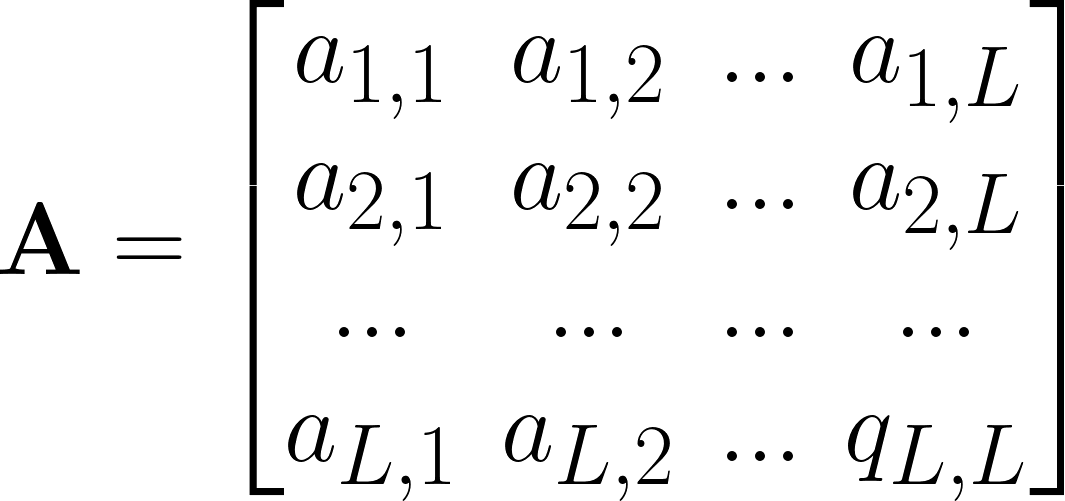 a_{1,1} a_{1,2} ... a_{1,L}
a_{2,1} a_{2,2} ... a_{2,L}
A =
... ... ... ...
a_{L,1} a_{L,2} ... q_{L,L}